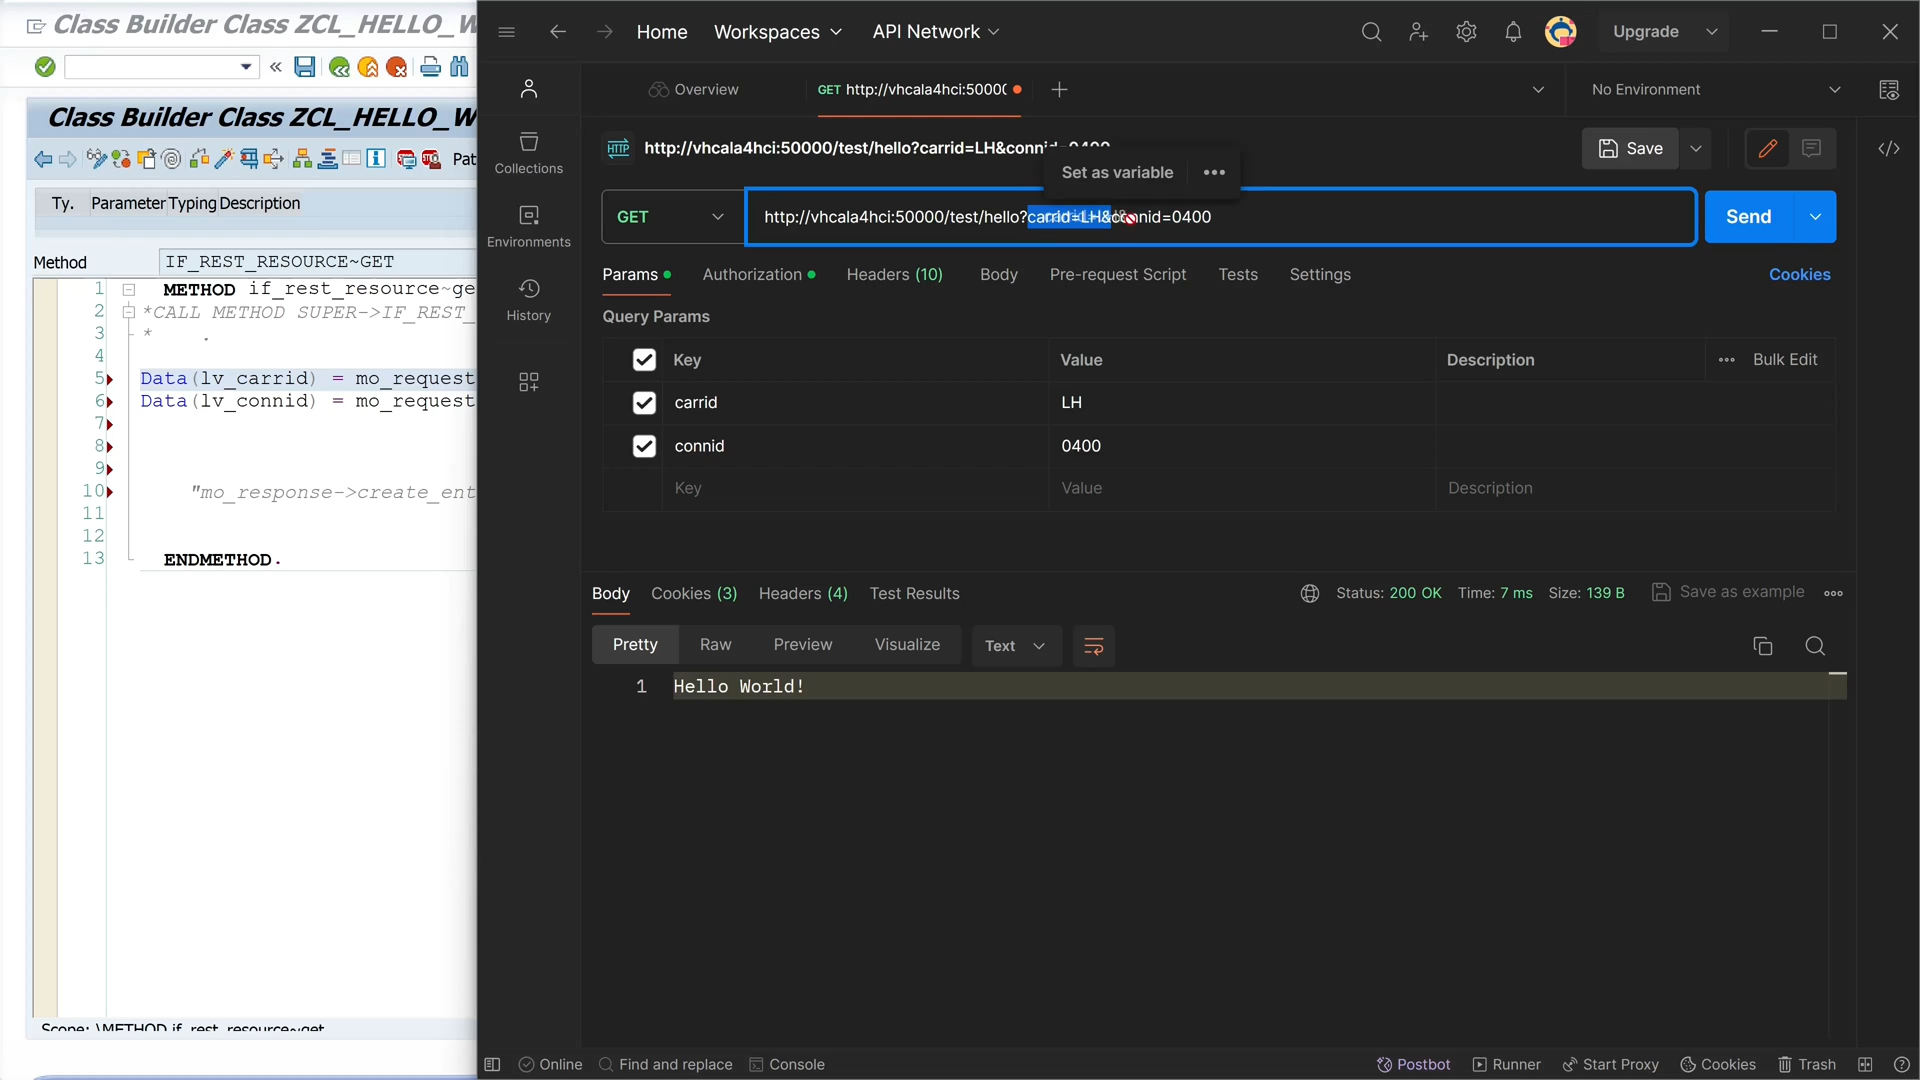 Class Builder Class ZCL_HELLO_W
Class Builder Class ZCL_HELLO_W
Pat
Ty. Parameter Typing Description
Method IF_REST_RESOURCE~GET
1 METHOD if_rest_resource~ge
2 *CALL METHOD SUPER->IF_REST_
3 * .
4
5 Data(lv_carrid) = mo_request
6 Data(lv_connid) = mo_request
7
8
9
10 "mo_response->create_ent
11
12
13 ENDMETHOD.
Scope: \METHOD if_rest_resource~get
Home Workspaces API Network Upgrade
Overview GET http://vhcala4hci:5000( No Environment
HTTP http://vhcala4hci:50000/test/hello?carrid=LH&connid=0400 Save
Set as variable
GET http://vhcala4hci:50000/test/hello?carrid=LH&connid=0400 Send
Params Authorization Headers (10) Body Pre-request Script Tests Settings Cookies
Query Params
Key Value Description Bulk Edit
carrid LH
connid 0400
Key Value Description
Collections
Environments
History
Body Cookies (3) Headers (4) Test Results Status: 200 OK Time: 7 ms Size: 139 B Save as example
Pretty Raw Preview Visualize Text
1 Hello World!
Online Find and replace Console Postbot Runner Start Proxy Cookies Trash